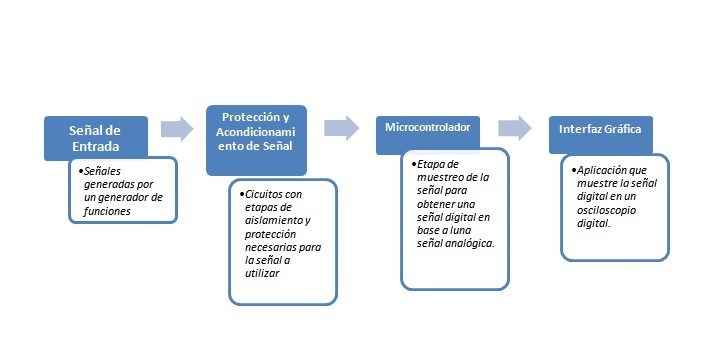 Señal de
Entrada
•Señales
generadas por
un generador de
funciones
Protección y
Acondicionami
ento de Señal
•Cicuitos con
etapas de
aislamiento y
protección
necesarias para
la señal a
utilizar
Microcontrolador
•Etapa de
muestreo de la
señal para
obtener una
señal digital en
base a luna
señal analógica.
Interfaz Gráfica
•Aplicación que
muestre la señal
digital en un
osciloscopio
digital.